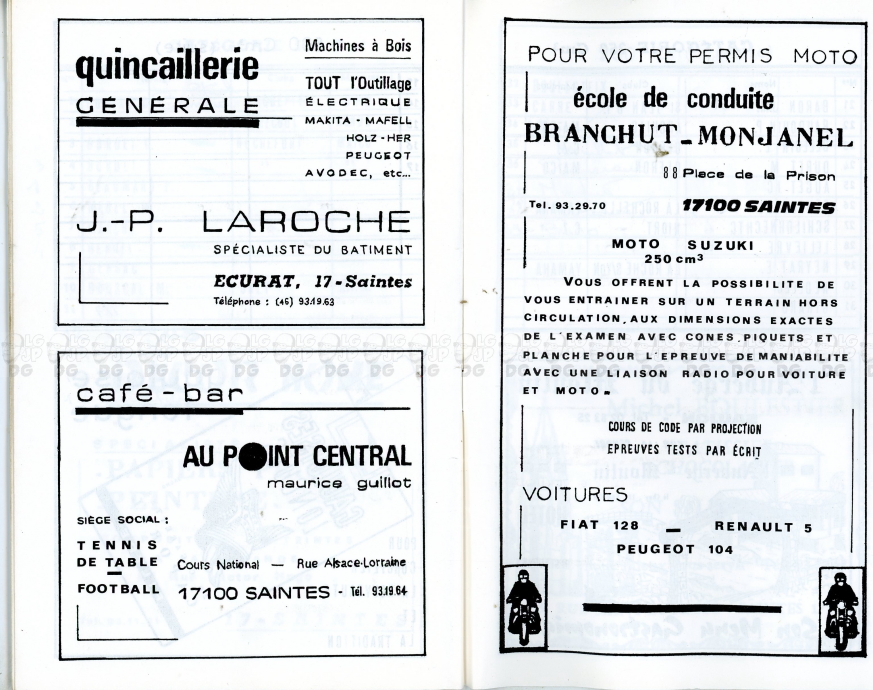 quincaillerie
GÉNÉRALE
Machines à Bois
TOUT l'Outillage
ÉLECTRIQUE
MAKITA - MAFELL
HOLZ - HER
PEUGEOT
AVODEC, etc...
J.-P. LAROCHE
SPÉCIALISTE DU BATIMENT
ECURAT, 17-Saintes
Téléphone : (46) 93.19.63
café - bar
AU POINT CENTRAL
maurice guillot
SIÈGE SOCIAL :
TENNIS
DE TABLE
FOOTBALL
Cours National — Rue Alsace-Lorraine
17100 SAINTES - Tél. 93.19.64
POUR VOTRE PERMIS MOTO
école de conduite
BRANCHUT - MONJANEL
88 Place de la Prison
Tel. 93.29.70 17100 SAINTES
MOTO SUZUKI
250 cm³
VOUS OFFRENT LA POSSIBILITE DE
VOUS ENTRAINER SUR UN TERRAIN HORS
CIRCULATION, AUX DIMENSIONS EXACTES
DE L'EXAMEN AVEC CONES. PIQUETS ET
PLANCHE POUR L'EPREUVE DE MANIABILITE
AVEC UNE LIAISON RADIO POUR VOITURE
ET MOTO.
COURS DE CODE PAR PROJECTION
EPREUVES TESTS PAR ÉCRIT
VOITURES
FIAT 128 — RENAULT 5
PEUGEOT 104